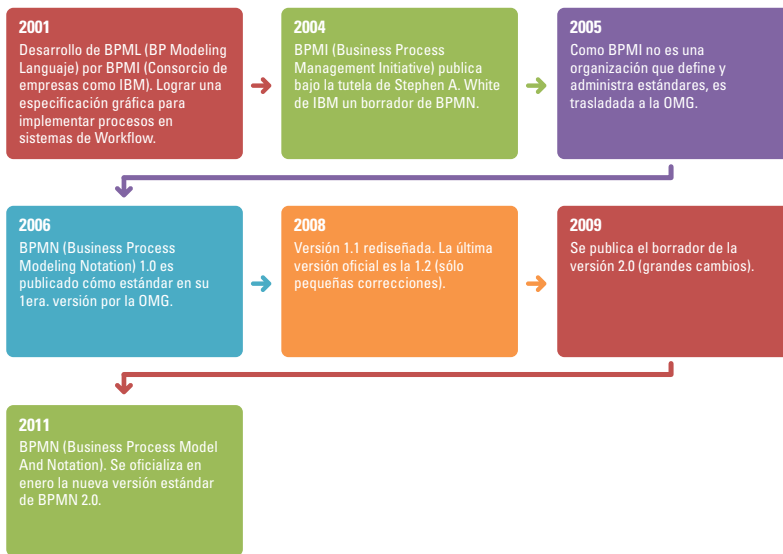 2001
Desarrollo de BPML (BP Modeling
Languaje) por BPMI (Consorcio de
empresas como IBM). Lograr una
especificación gráfica para
implementar procesos en
sistemas de Workflow.
2004
BPMI (Business Process
Management Initiative) publica
bajo la tutela de Stephen A. White
de IBM un borrador de BPMN.
2005
Como BPMI no es una
organización que define y
administra estándares, es
trasladada a la OMG.
2006
BPMN (Business Process
Modeling Notation) 1.0 es
publicado cómo estándar en su
1era. versión por la OMG.
2008
Versión 1.1 rediseñada. La última
versión oficial es la 1.2 (sólo
pequeñas correcciones).
2009
Se publica el borrador de la
versión 2.0 (grandes cambios).
2011
BPMN (Business Process Model
And Notation). Se oficializa en
enero la nueva versión estándar
de BPMN 2.0.